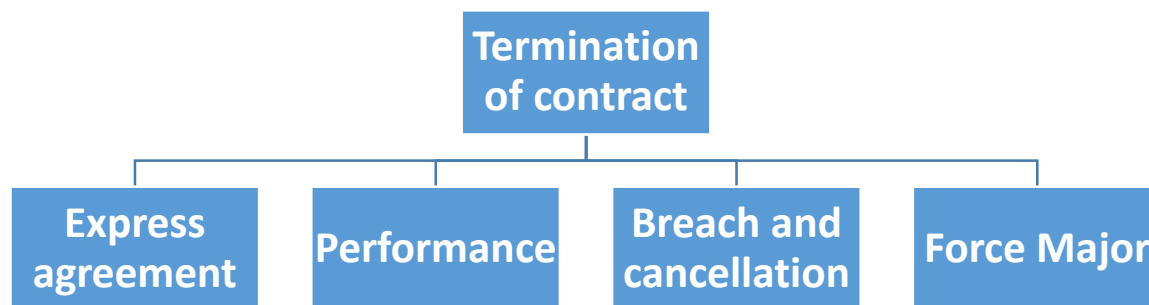 Termination
of contract
Express
agreement
Performance
Breach and
cancellation
Force Major